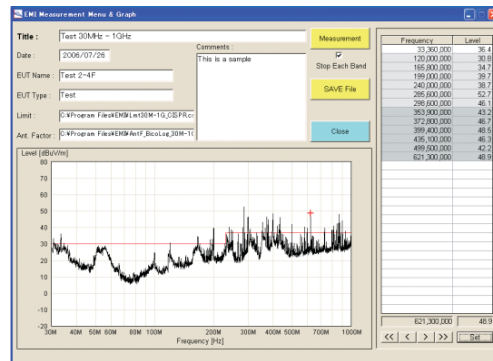 EMI Measurement Menu & Graph
Title : Test 30MHz - 1GHz
Date : 2006/07/26
EUT Name : Test 2-4F
EUT Type : Test
Limit : C:¥Program Files¥EMI¥Lmt30M-1G_CISPR.cs
Ant. Factor : C:¥Program Files¥EMI¥AntF_BicoLog_30M-1G
Comments :
This is a sample
Measurement
Stop Each Band
SAVE File
Close
Frequency Level
33,360,000 36.4
120,000,000 30.8
165,800,000 34.7
199,000,000 39.7
240,000,000 38.7
285,600,000 52.7
298,600,000 46.1
353,900,000 43.2
372,800,000 46.7
399,400,000 48.5
435,100,000 46.3
499,500,000 42.2
621,300,000 48.9
621,300,000 48.9
<< < > >> Set
Level [dBuV/m]
80
70
60
50
40
30
20
10
0
-10
-20
30M 40M 50M 60M 80M 100M 200M 300M 400M 500M 700M 1000M
Frequency [Hz]